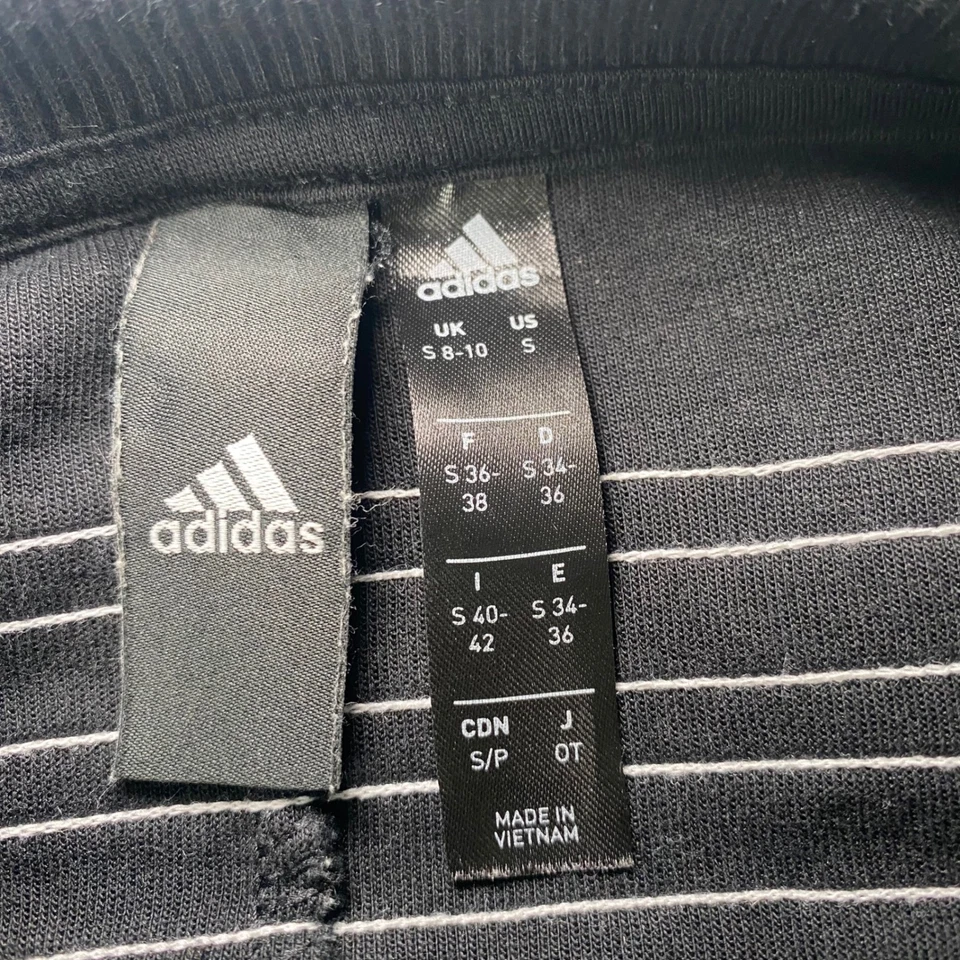 adidas
adidas
UK US
S 8-10 S
F D
S 36- S 34-
38 36
I E
S 40- S 34-
42 36
CDN J
S/P OT
MADE IN
VIETNAM